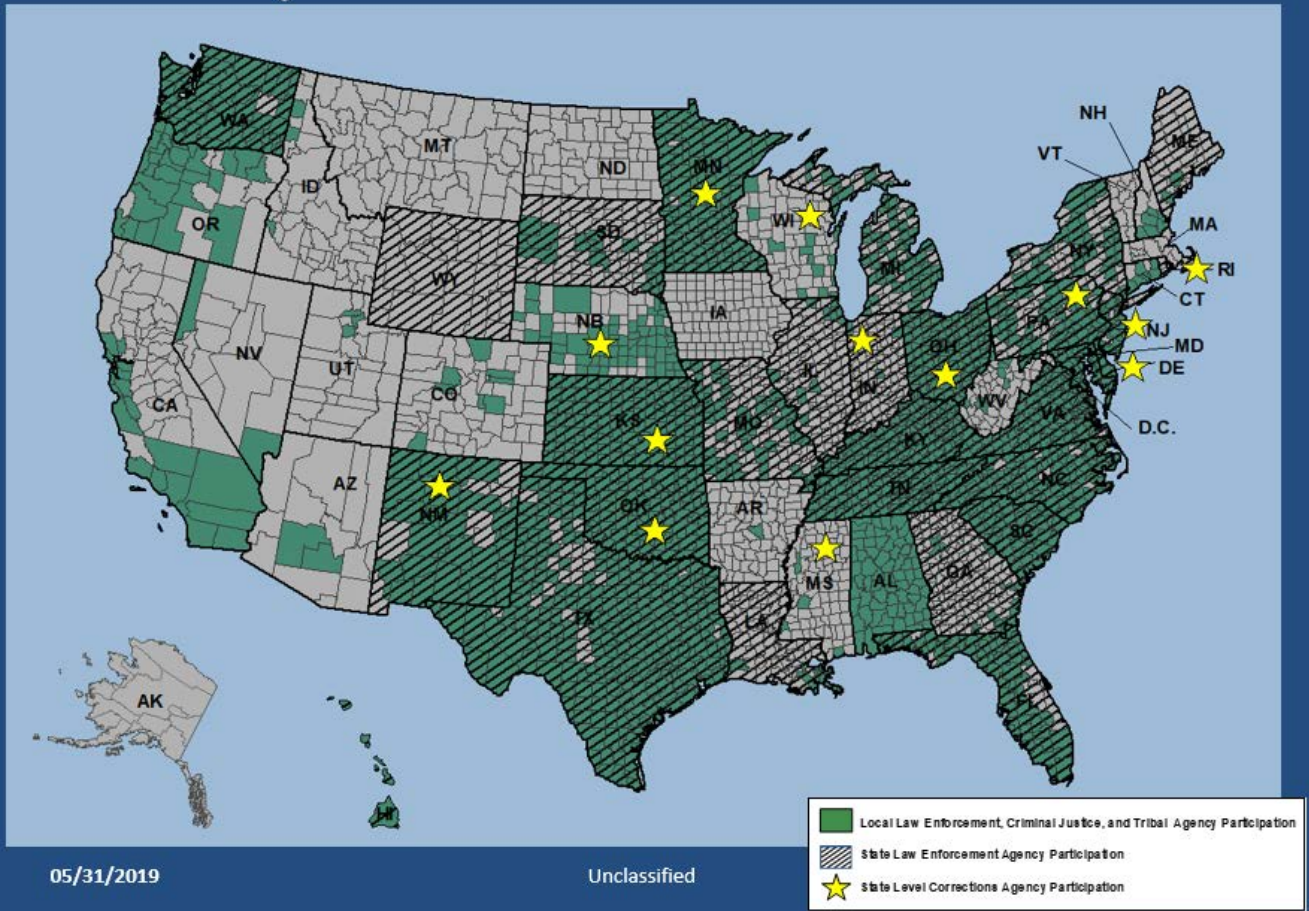 NH
VT
ME
WA
MT
ND
MN
ID
OR
SD
WI
MA
NY
MI
RI
WY
CT
IA
NB
PA
NJ
NV
UT
IL
IN
OH
MD
DE
CO
WV
CA
KS
MO
KY
VA
D.C.
AZ
NM
OK
AR
TN
NC
SC
MS
AL
GA
TX
LA
FL
AK
HI
Local Law Enforcement, Criminal Justice, and Tribal Agency Participation
State Law Enforcement Agency Participation
State Level Corrections Agency Participation
05/31/2019
Unclassified